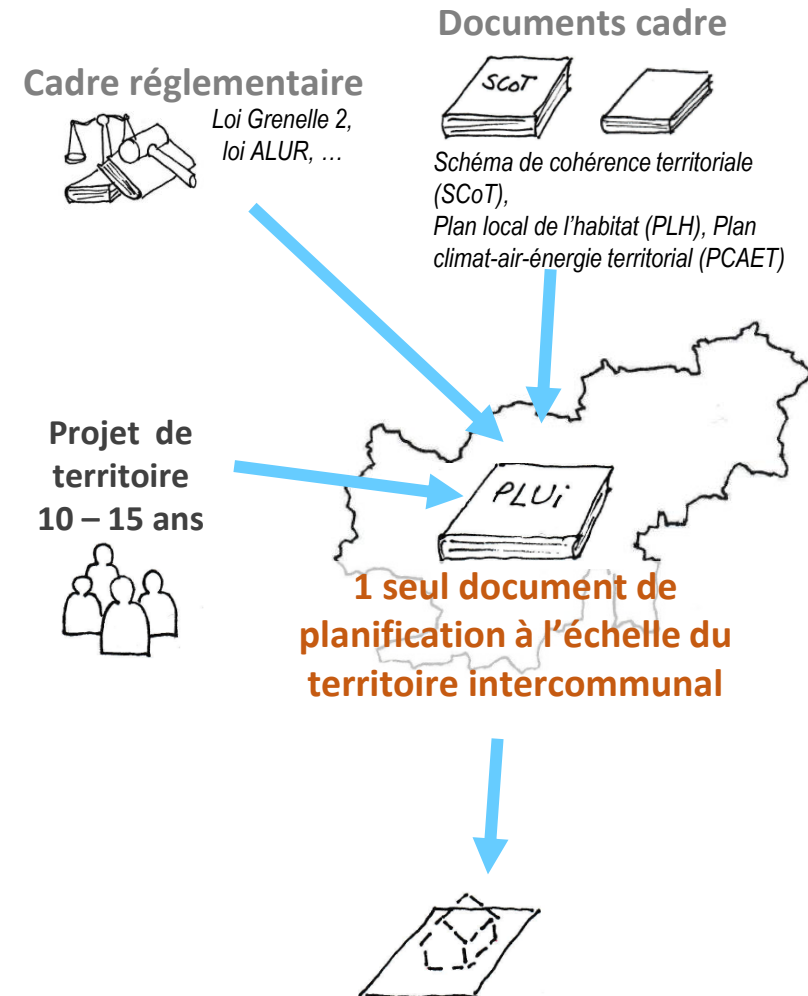 Documents cadre
Cadre réglementaire
SCoT
Loi Grenelle 2,
loi ALUR, …
Schéma de cohérence territoriale
(SCoT),
Plan local de l’habitat (PLH), Plan
climat-air-énergie territorial (PCAET)
Projet de
territoire
10 – 15 ans
PLUi
1 seul document de
planification à l’échelle du
territoire intercommunal